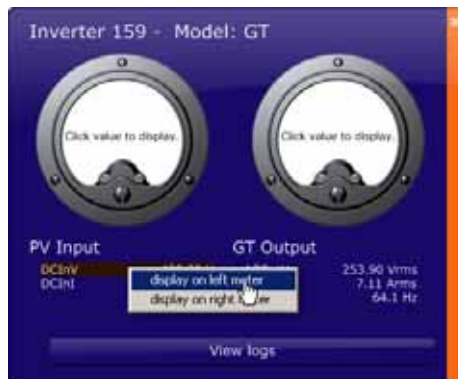 Inverter 159 - Model: GT
Click value to display.
Click value to display.
PV Input
GT Output
DCInV
253.90 Vrms
DCInI
7.11 Arms
64.1 Hz
display on left meter
display on right
View logs